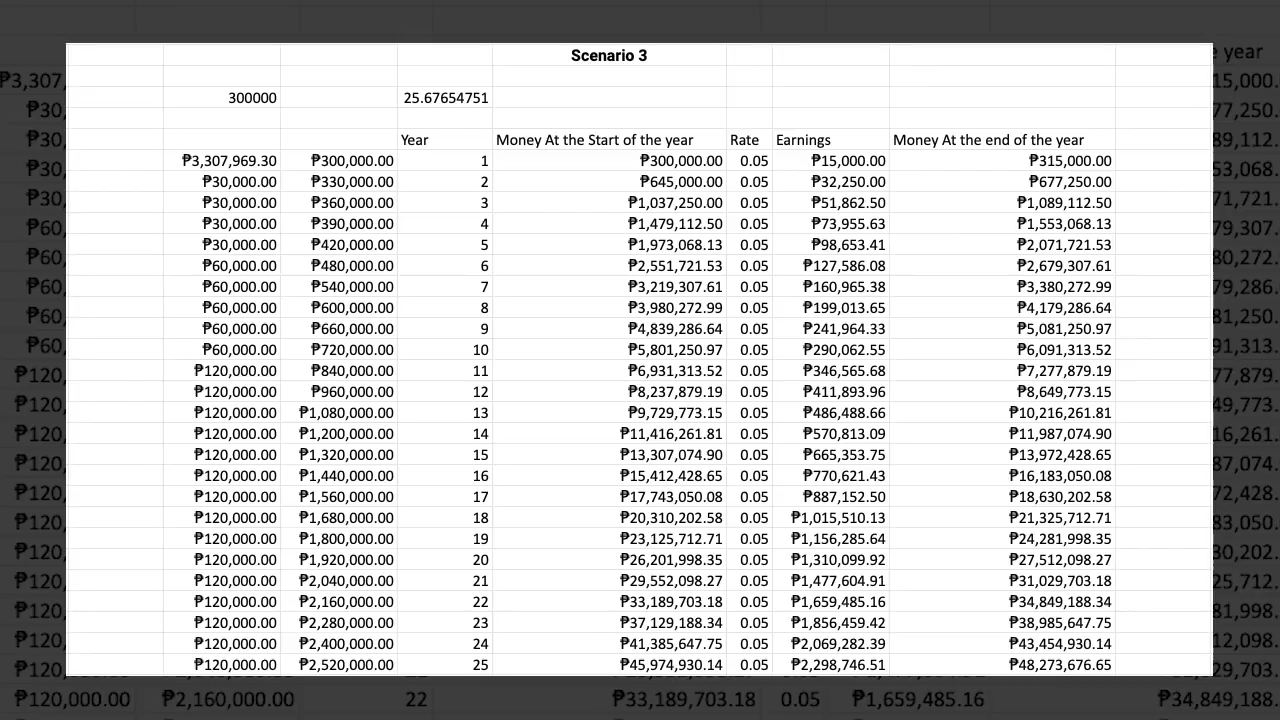 Scenario 3
300000 25.67654751
Year Money At the Start of the year Rate Earnings Money At the end of the year
₱3,307,969.30 ₱300,000.00 1 ₱300,000.00 0.05 ₱15,000.00 ₱315,000.00
₱30,000.00 ₱330,000.00 2 ₱645,000.00 0.05 ₱32,250.00 ₱677,250.00
₱30,000.00 ₱360,000.00 3 ₱1,037,250.00 0.05 ₱51,862.50 ₱1,089,112.50
₱30,000.00 ₱390,000.00 4 ₱1,479,112.50 0.05 ₱73,955.63 ₱1,553,068.13
₱30,000.00 ₱420,000.00 5 ₱1,973,068.13 0.05 ₱98,653.41 ₱2,071,721.53
₱60,000.00 ₱480,000.00 6 ₱2,551,721.53 0.05 ₱127,586.08 ₱2,679,307.61
₱60,000.00 ₱540,000.00 7 ₱3,219,307.61 0.05 ₱160,965.38 ₱3,380,272.99
₱60,000.00 ₱600,000.00 8 ₱3,980,272.99 0.05 ₱199,013.65 ₱4,179,286.64
₱60,000.00 ₱660,000.00 9 ₱4,839,286.64 0.05 ₱241,964.33 ₱5,081,250.97
₱60,000.00 ₱720,000.00 10 ₱5,801,250.97 0.05 ₱290,062.55 ₱6,091,313.52
₱120,000.00 ₱840,000.00 11 ₱6,931,313.52 0.05 ₱346,565.68 ₱7,277,879.19
₱120,000.00 ₱960,000.00 12 ₱8,237,879.19 0.05 ₱411,893.96 ₱8,649,773.15
₱120,000.00 ₱1,080,000.00 13 ₱9,729,773.15 0.05 ₱486,488.66 ₱10,216,261.81
₱120,000.00 ₱1,200,000.00 14 ₱11,416,261.81 0.05 ₱570,813.09 ₱11,987,074.90
₱120,000.00 ₱1,320,000.00 15 ₱13,307,074.90 0.05 ₱665,353.75 ₱13,972,428.65
₱120,000.00 ₱1,440,000.00 16 ₱15,412,428.65 0.05 ₱770,621.43 ₱16,183,050.08
₱120,000.00 ₱1,560,000.00 17 ₱17,743,050.08 0.05 ₱887,152.50 ₱18,630,202.58
₱120,000.00 ₱1,680,000.00 18 ₱20,310,202.58 0.05 ₱1,015,510.13 ₱21,325,712.71
₱120,000.00 ₱1,800,000.00 19 ₱23,125,712.71 0.05 ₱1,156,285.64 ₱24,281,998.35
₱120,000.00 ₱1,920,000.00 20 ₱26,201,998.35 0.05 ₱1,310,099.92 ₱27,512,098.27
₱120,000.00 ₱2,040,000.00 21 ₱29,552,098.27 0.05 ₱1,477,604.91 ₱31,029,703.18
₱120,000.00 ₱2,160,000.00 22 ₱33,189,703.18 0.05 ₱1,659,485.16 ₱34,849,188.34
₱120,000.00 ₱2,280,000.00 23 ₱37,129,188.34 0.05 ₱1,856,459.42 ₱38,985,647.75
₱120,000.00 ₱2,400,000.00 24 ₱41,385,647.75 0.05 ₱2,069,282.39 ₱43,454,930.14
₱120,000.00 ₱2,520,000.00 25 ₱45,974,930.14 0.05 ₱2,298,746.51 ₱48,273,676.65
₱120,000.00 ₱2,160,000.00 22 ₱33,189,703.18 0.05 ₱1,659,485.16 ₱34,849,188.